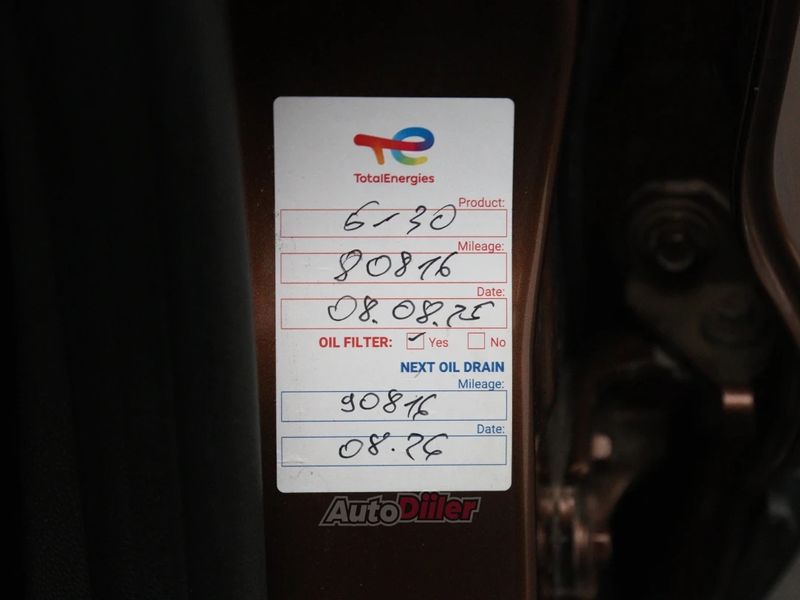 TotalEnergies
Product:
5-30
Mileage:
80816
Date:
08.08.25
OIL FILTER: ✓ Yes No
NEXT OIL DRAIN
Mileage:
90816
Date:
08.26
AutoDiiler